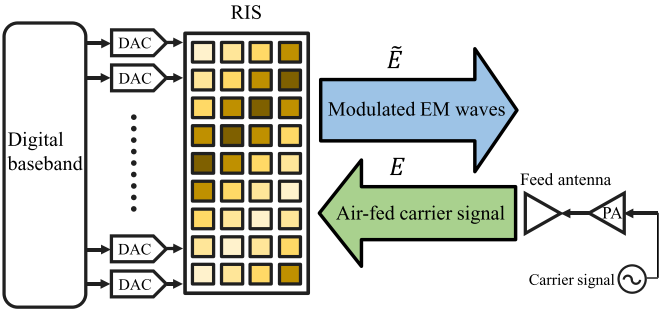 RIS
DAC
DAC
Digital
baseband
DAC
DAC
Ẽ
Modulated EM waves
E
Air-fed carrier signal
Feed antenna
PA
Carrier signal